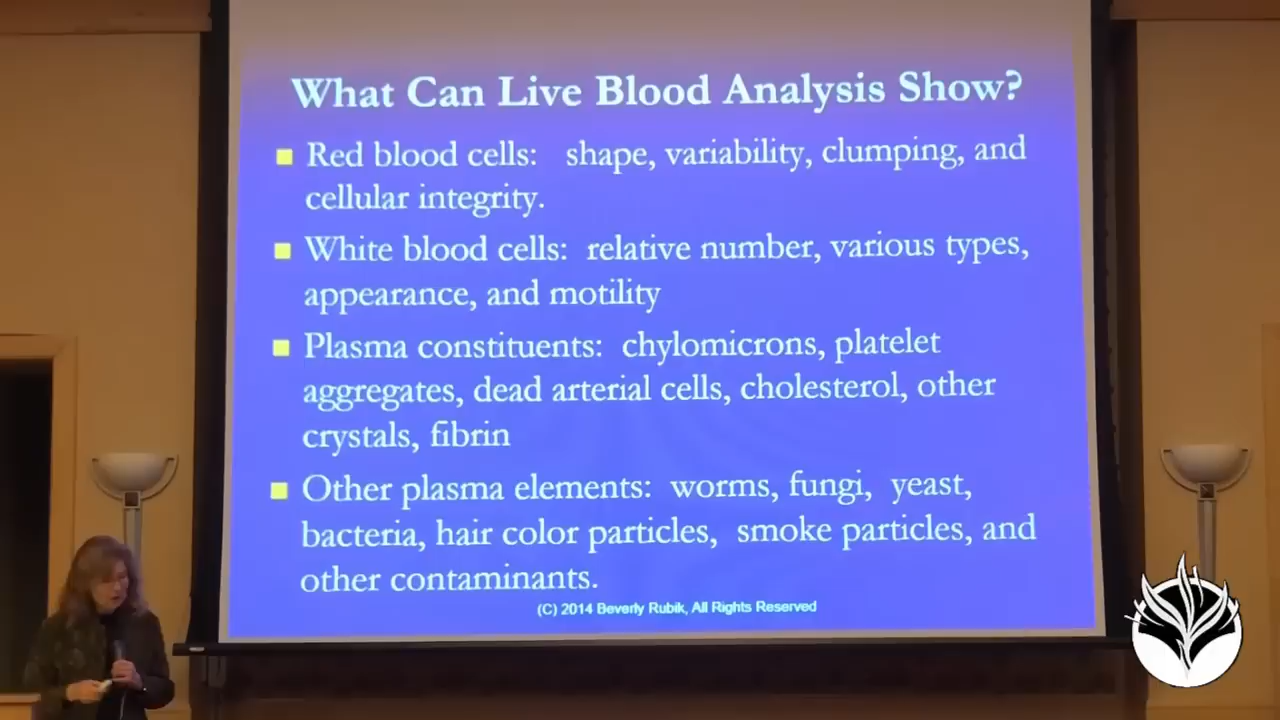 What Can Live Blood Analysis Show?
Red blood cells: shape, variability, clumping, and
cellular integrity.
White blood cells: relative number, various types,
appearance, and motility
Plasma constituents: chylomicrons, platelet
aggregates, dead arterial cells, cholesterol, other
crystals, fibrin
Other plasma elements: worms, fungi, yeast,
bacteria, hair color particles, smoke particles, and
other contaminants.
(C) 2014 Beverly Rubik, All Rights Reserved